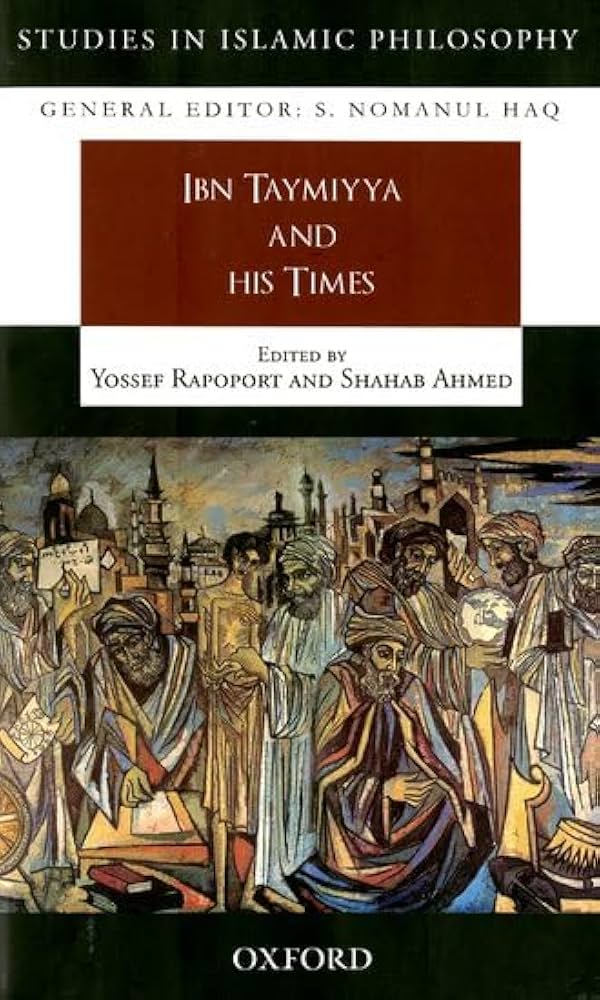 STUDIES IN ISLAMIC PHILOSOPHY
GENERAL EDITOR: S. NOMANUL HAQ
IBN TAYMIYYA
AND
HIS TIMES
EDITED BY
YOSSEF RAPOPORT AND SHAHAB AHMED
OXFORD